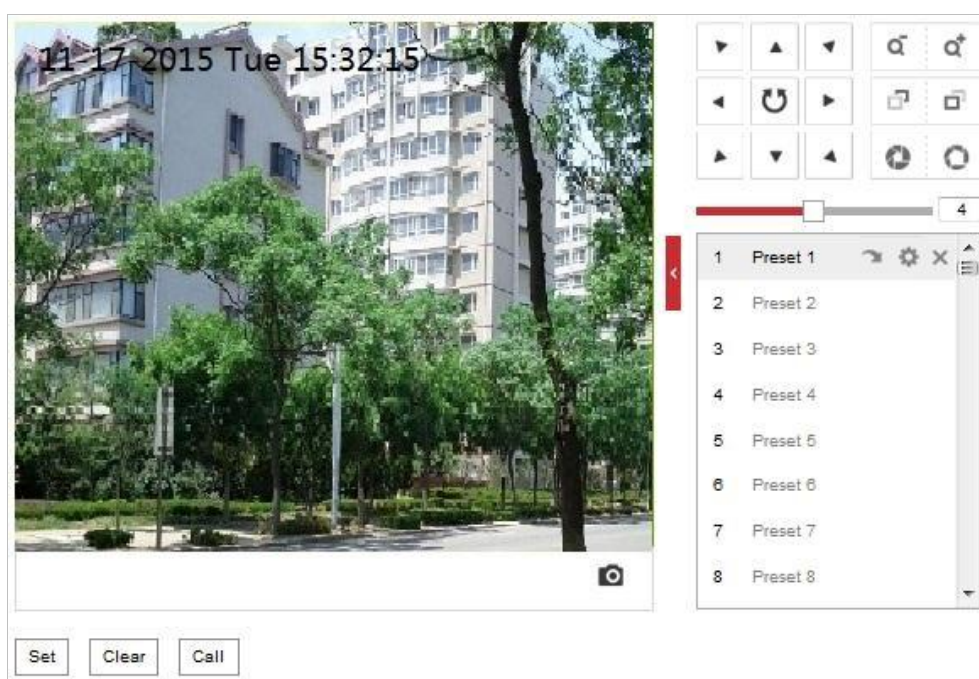 11-17-2015 Tue 15:32:15
4
1 Preset 1
2 Preset 2
3 Preset 3
4 Preset 4
5 Preset 5
6 Preset 6
7 Preset 7
8 Preset 8
Set Clear Call